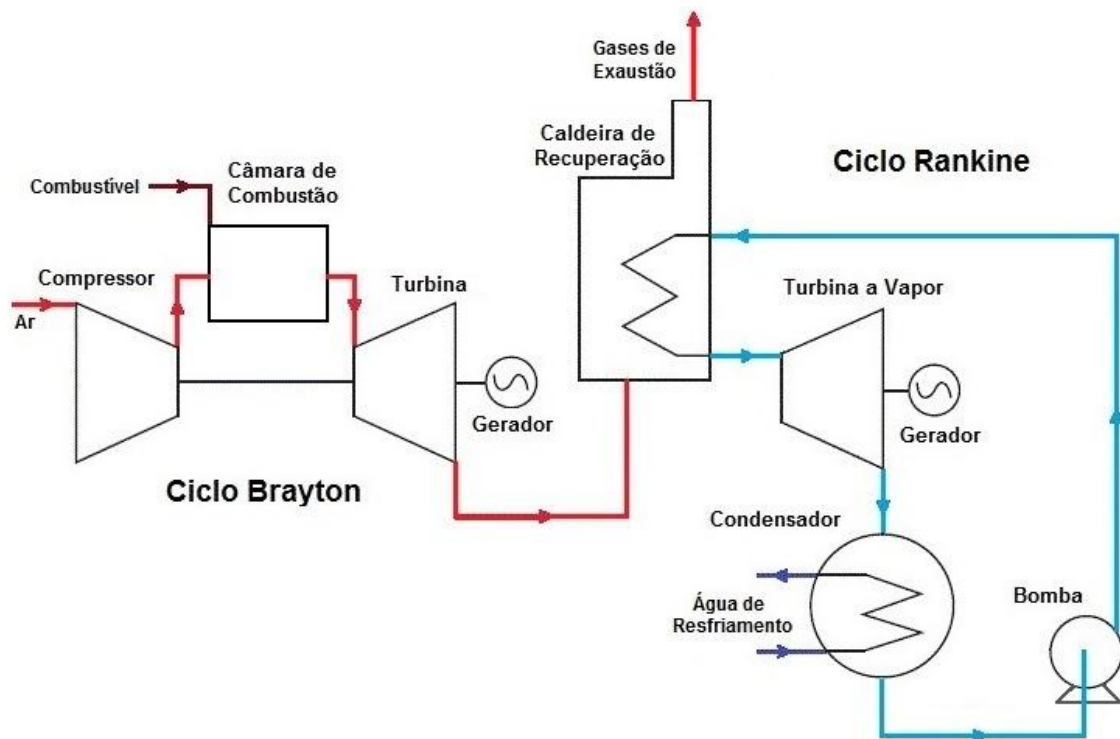 Gases de
Exaustão
Caldeira de
Recuperação
Ciclo Rankine
Câmara de
Combustão
Combustível
Compressor
Turbina
Ar
Gerador
Ciclo Brayton
Turbina a Vapor
Gerador
Condensador
Água de
Resfriamento
Bomba